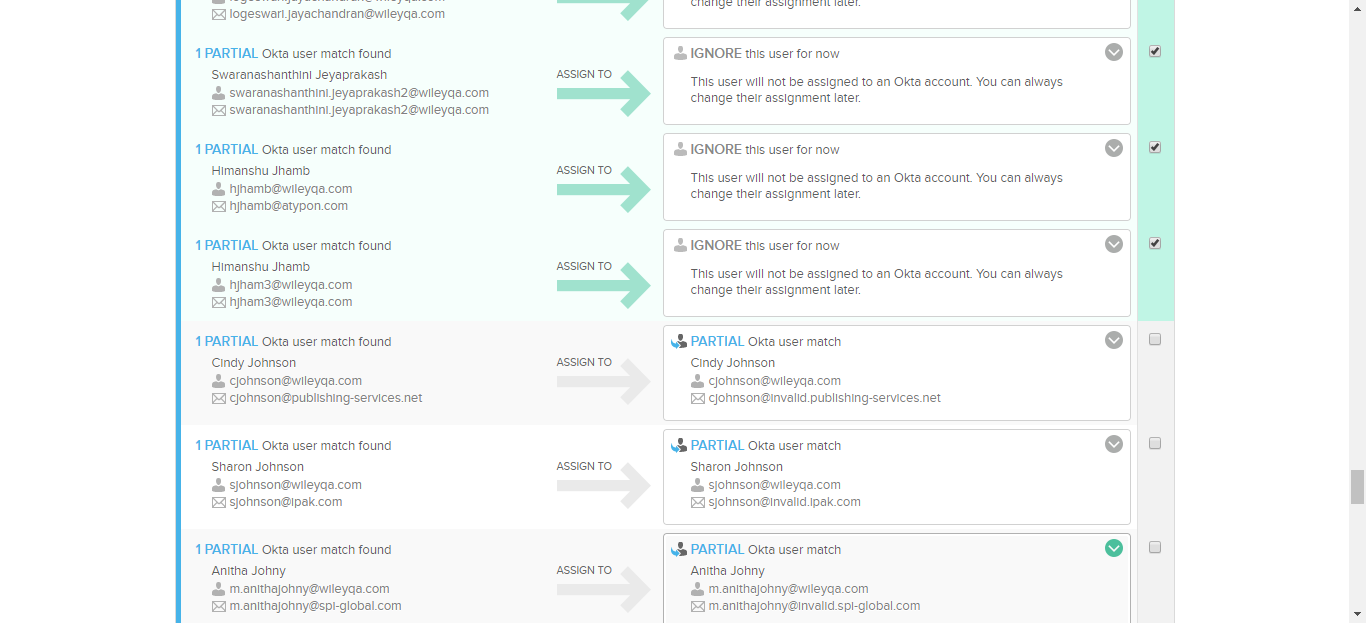 logeswari.jayachandran@wileyqa.com
change their assignment later.
1 PARTIAL Okta user match found
Swaranashanthini Jeyaprakash
swaranashanthini.jeyaprakash2@wileyqa.com
swaranashanthini.jeyaprakash2@wileyqa.com
ASSIGN TO
IGNORE this user for now
This user will not be assigned to an Okta account. You can always
change their assignment later.
1 PARTIAL Okta user match found
Himanshu Jhamb
hjhamb@wileyqa.com
hjhamb@atypon.com
ASSIGN TO
IGNORE this user for now
This user will not be assigned to an Okta account. You can always
change their assignment later.
1 PARTIAL Okta user match found
Himanshu Jhamb
hjham3@wileyqa.com
hjham3@wileyqa.com
ASSIGN TO
IGNORE this user for now
This user will not be assigned to an Okta account. You can always
change their assignment later.
1 PARTIAL Okta user match found
Cindy Johnson
cjohnson@wileyqa.com
cjohnson@publishing-services.net
ASSIGN TO
PARTIAL Okta user match
Cindy Johnson
cjohnson@wileyqa.com
cjohnson@invalid.publishing-services.net
1 PARTIAL Okta user match found
Sharon Johnson
sjohnson@wileyqa.com
sjohnson@ipak.com
ASSIGN TO
PARTIAL Okta user match
Sharon Johnson
sjohnson@wileyqa.com
sjohnson@invalid.ipak.com
1 PARTIAL Okta user match found
Anitha Johny
m.anithajohny@wileyqa.com
m.anithajohny@spi-global.com
ASSIGN TO
PARTIAL Okta user match
Anitha Johny
m.anithajohny@wileyqa.com
m.anithajohny@invalid.spi-global.com